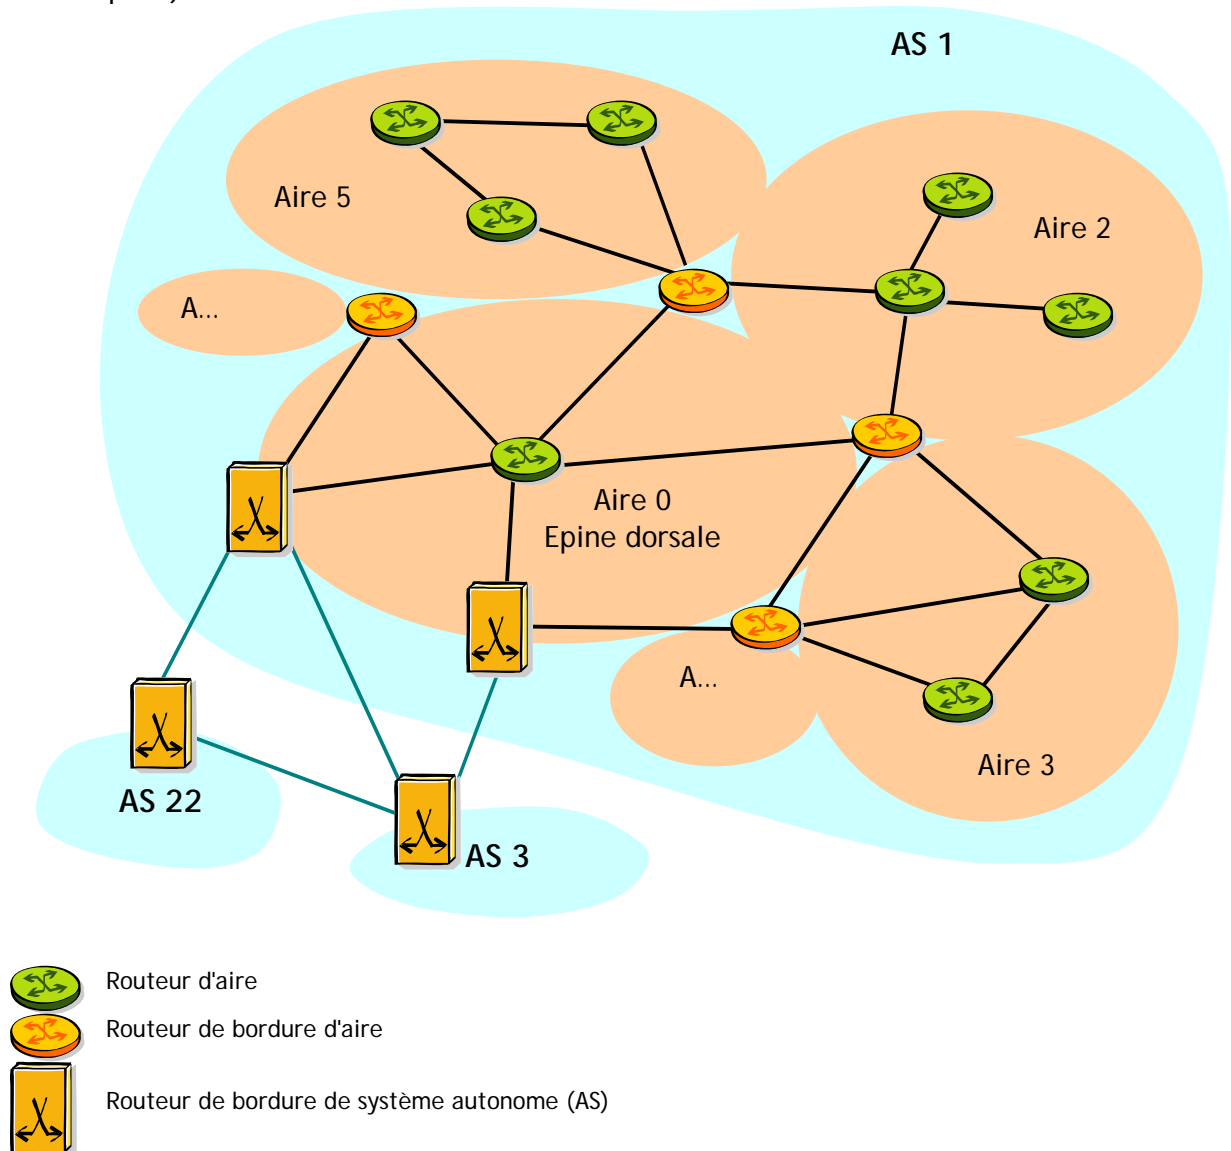 AS 1
Aire 5
Aire 2
A...
Aire 0
Epine dorsale
A...
Aire 3
AS 22
AS 3
Routeur d'aire
Routeur de bordure d'aire
Routeur de bordure de système autonome (AS)